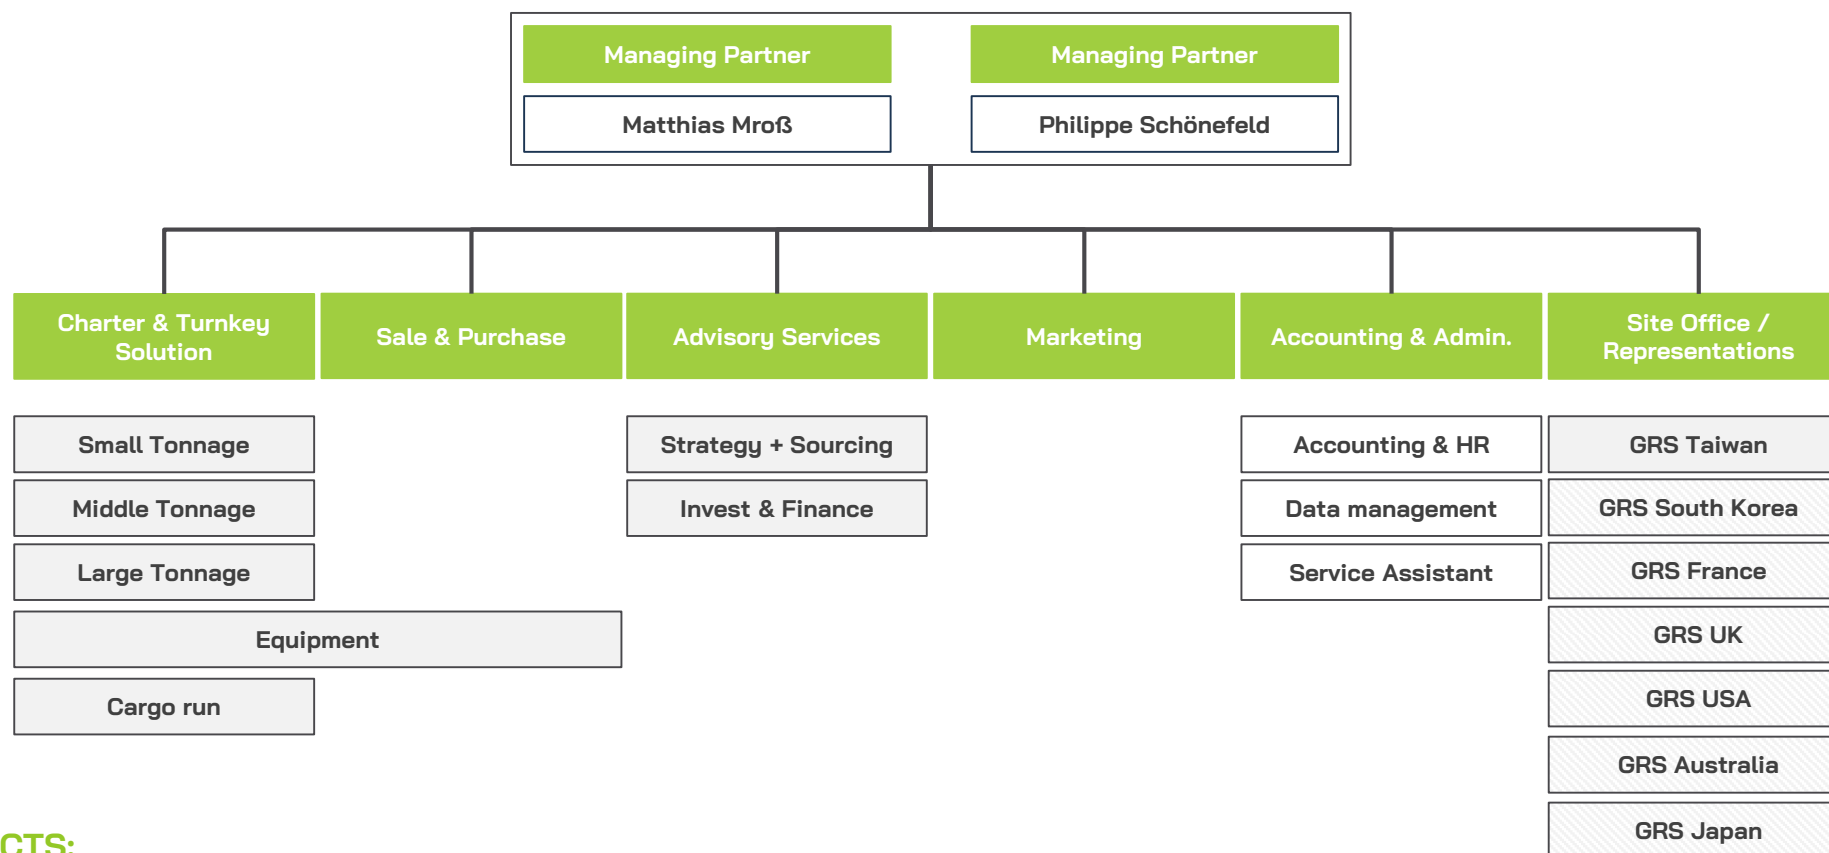 Managing Partner
Managing Partner
Matthias Mroß
Philippe Schönefeld
Charter & Turnkey
Solution
Sale & Purchase
Advisory Services
Marketing
Accounting & Admin.
Site Office /
Representations
Small Tonnage
Middle Tonnage
Large Tonnage
Equipment
Cargo run
Strategy + Sourcing
Invest & Finance
Accounting & HR
Data management
Service Assistant
GRS Taiwan
GRS South Korea
GRS France
GRS UK
GRS USA
GRS Australia
GRS Japan
CTS: